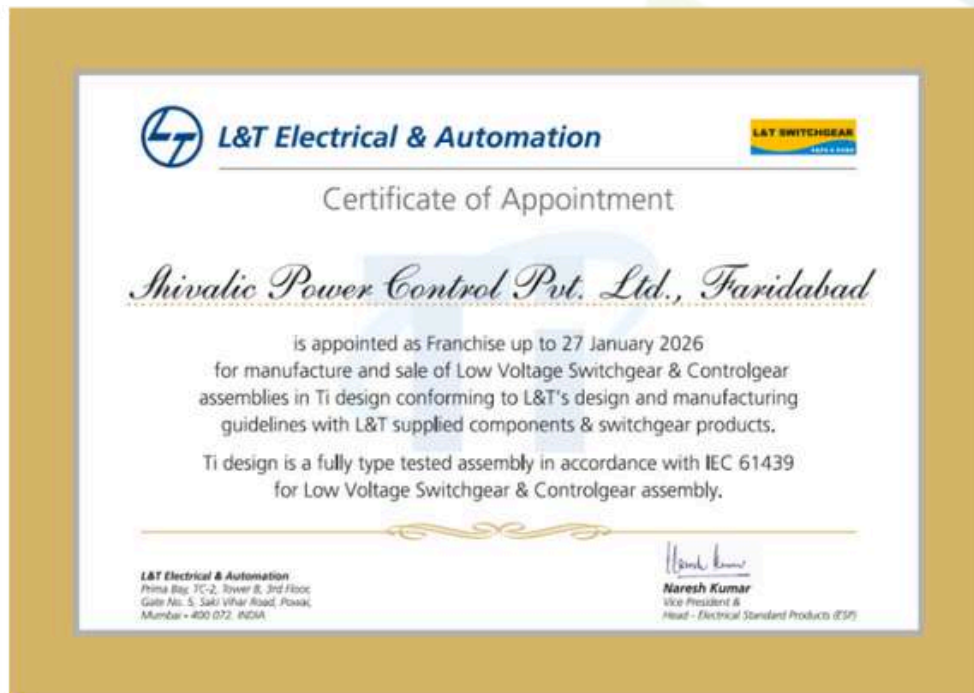 LT L&T Electrical & Automation
L&T SWITCHGEAR
Certificate of Appointment
Shivalic Power Control Pvt. Ltd., Faridabad
is appointed as Franchise up to 27 January 2026
for manufacture and sale of Low Voltage Switchgear & Controlgear
assemblies in Ti design conforming to L&T's design and manufacturing
guidelines with L&T supplied components & switchgear products.
Ti design is a fully type tested assembly in accordance with IEC 61439
for Low Voltage Switchgear & Controlgear assembly.
L&T Electrical & Automation
Prima Bay, TC-2, Tower B, 3rd Floor,
Gate No. 5, Saki Vihar Road, Powai,
Mumbai - 400 072. INDIA
Naresh Kumar
Vice President &
Head - Electrical Standard Products (ESP)